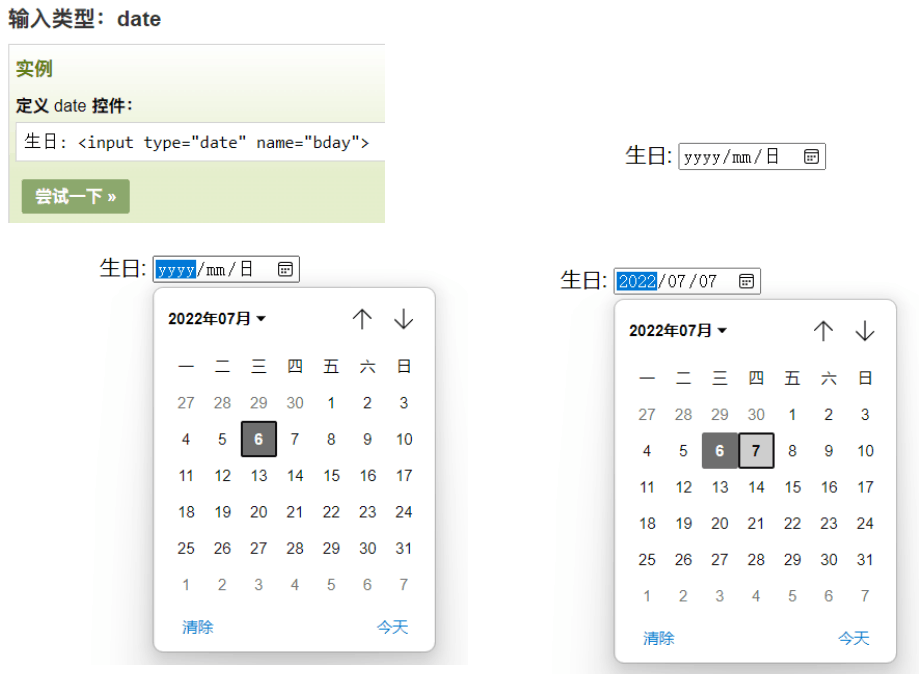 输入类型：date
实例
定义 date 控件：
生日: <input type="date" name="bday">
尝试一下 »
生日: yyyy/mm/日
生日: yyyy/mm/日
2022年07月
一 二 三 四 五 六 日
27 28 29 30 1 2 3
4 5 6 7 8 9 10
11 12 13 14 15 16 17
18 19 20 21 22 23 24
25 26 27 28 29 30 31
1 2 3 4 5 6 7
清除 今天
生日: 2022/07/07
2022年07月
一 二 三 四 五 六 日
27 28 29 30 1 2 3
4 5 6 7 8 9 10
11 12 13 14 15 16 17
18 19 20 21 22 23 24
25 26 27 28 29 30 31
1 2 3 4 5 6 7
清除 今天